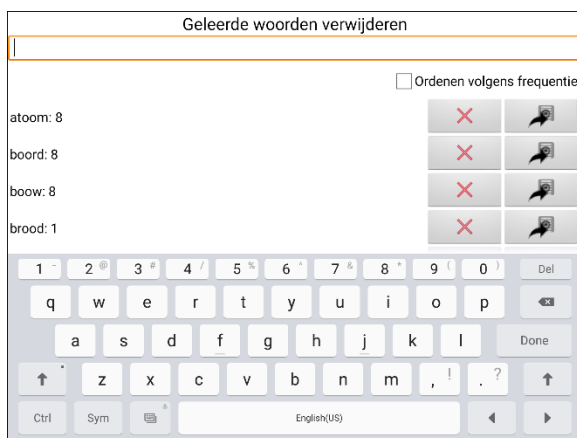 Geleerde woorden verwijderen
Ordenen volgens frequentie
atoom: 8
boord: 8
boow: 8
brood: 1
1 - 2 @ 3 # 4 / 5 % 6 ^ 7 & 8 * 9 ( 0 ) Del
q w e r t y u i o p
a s d f g h j k l Done
z x c v b n m , ! . ?
Ctrl Sym English(US)